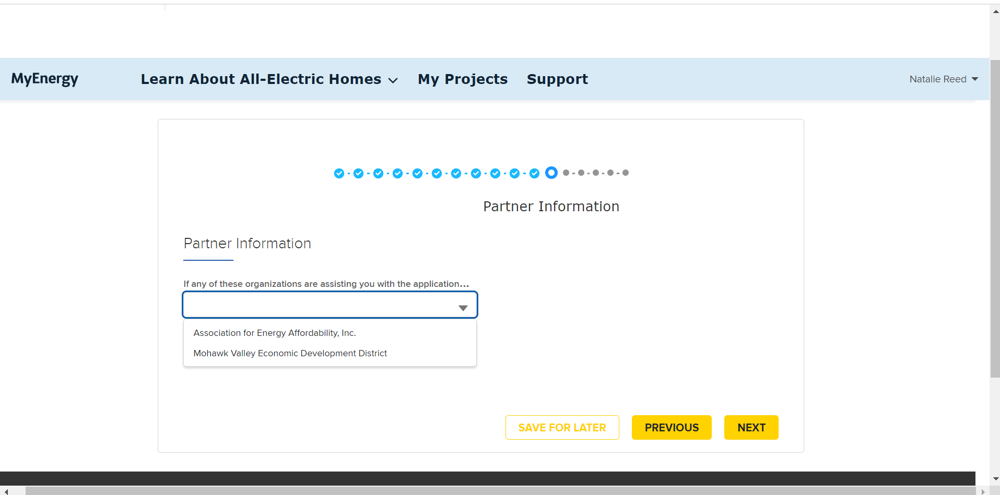 MyEnergy
Learn About All-Electric Homes
My Projects
Support
Natalie Reed
Partner Information
Partner Information
If any of these organizations are assisting you with the application...
Association for Energy Affordability, Inc.
Mohawk Valley Economic Development District
SAVE FOR LATER
PREVIOUS
NEXT